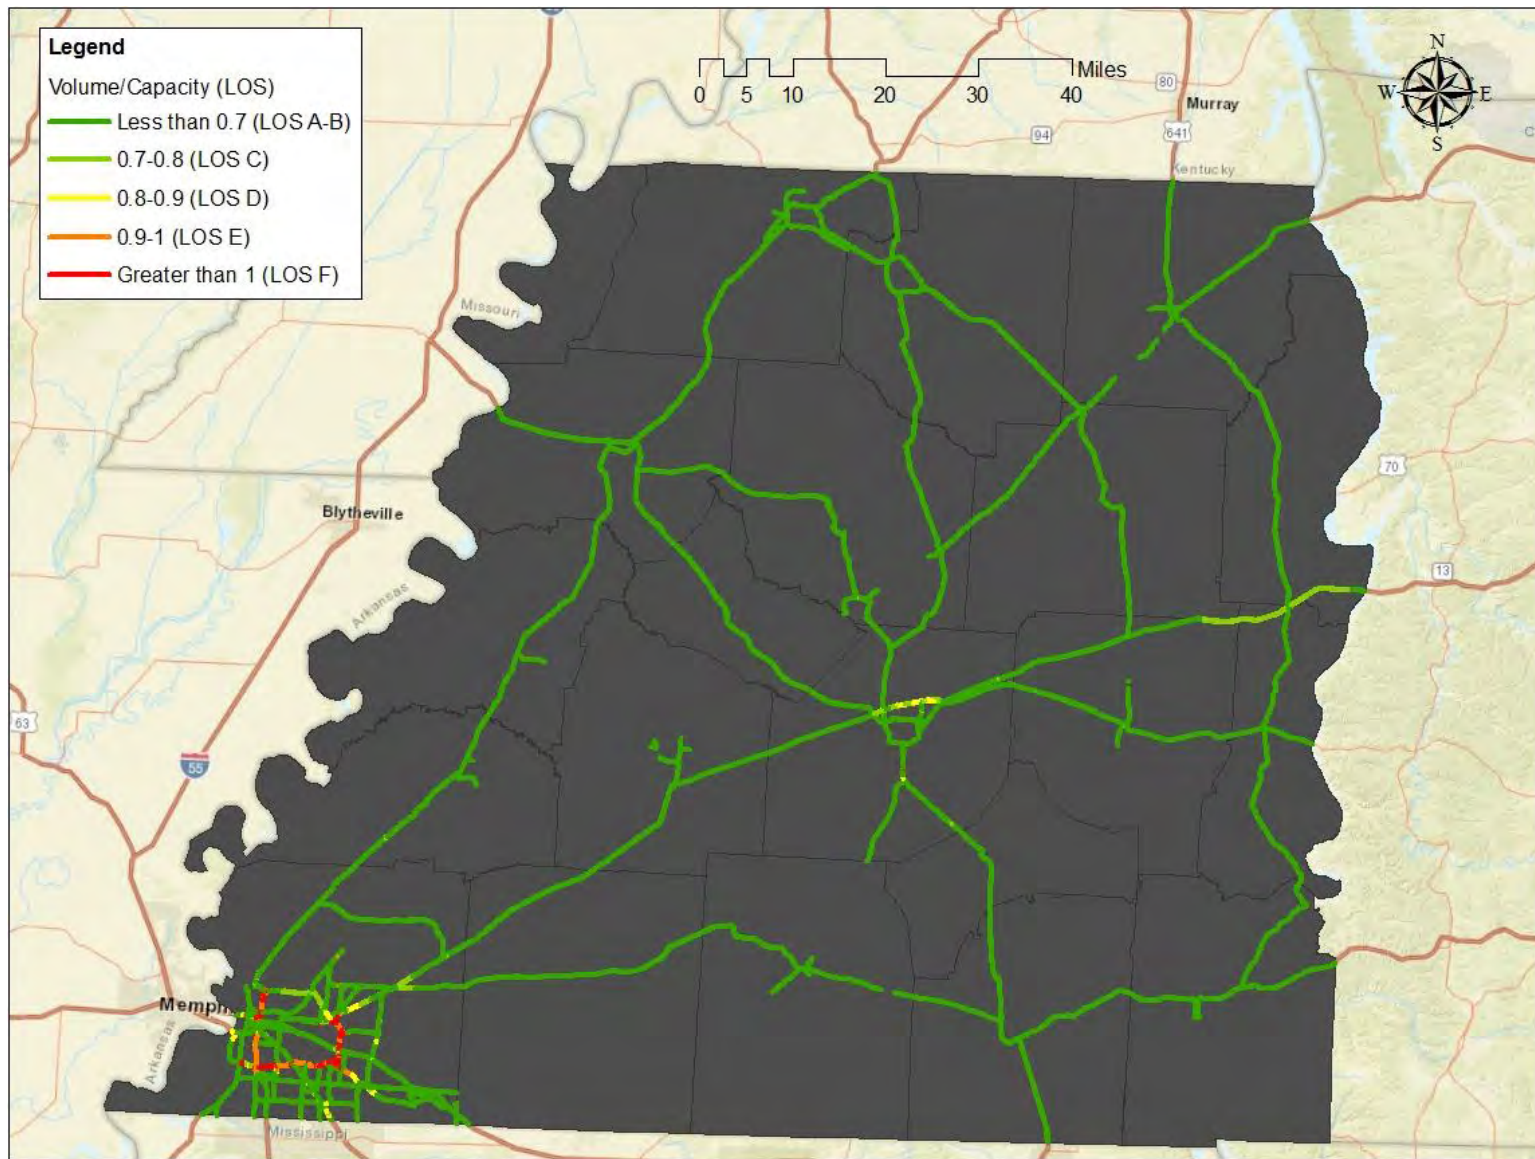 Legend
Volume/Capacity (LOS)
Less than 0.7 (LOS A-B)
0.7-0.8 (LOS C)
0.8-0.9 (LOS D)
0.9-1 (LOS E)
Greater than 1 (LOS F)
Miles
0 5 10 20 30 40
N
W E
S
80
Murray
94
641
Kentucky
Missouri
70
Blytheville
13
Arkansas
63
55
Memph
Arkansas
Mississippi